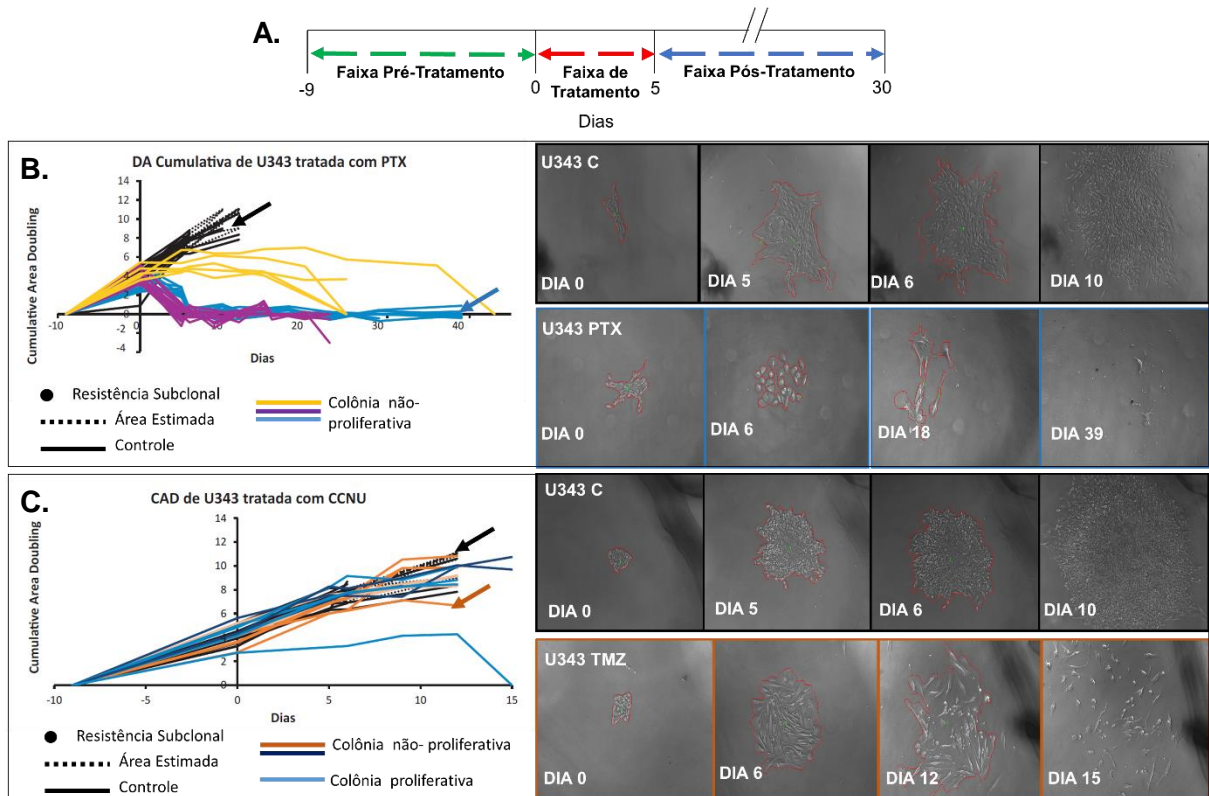 A.
Faixa Pré-Tratamento
Faixa de
Tratamento
Faixa Pós-Tratamento
-9
0
5
30
Dias
B.
DA Cumulativa de U343 tratada com PTX
Cumulative Area Doubling
14
12
10
8
6
4
2
0
-2
-4
-10
0
10
20
30
40
Dias
Resistência Subclonal
Área Estimada
Controle
Colônia não-
proliferativa
U343 C
DIA 0
DIA 5
DIA 6
DIA 10
U343 PTX
DIA 0
DIA 6
DIA 18
DIA 39
C.
CAD de U343 tratada com CCNU
Cumulative Area Doubling
14
12
10
8
6
4
2
0
-10
-5
0
5
10
15
Dias
Resistência Subclonal
Área Estimada
Controle
Colônia não- proliferativa
Colônia proliferativa
U343 C
DIA 0
DIA 5
DIA 6
DIA 10
U343 TMZ
DIA 0
DIA 6
DIA 12
DIA 15